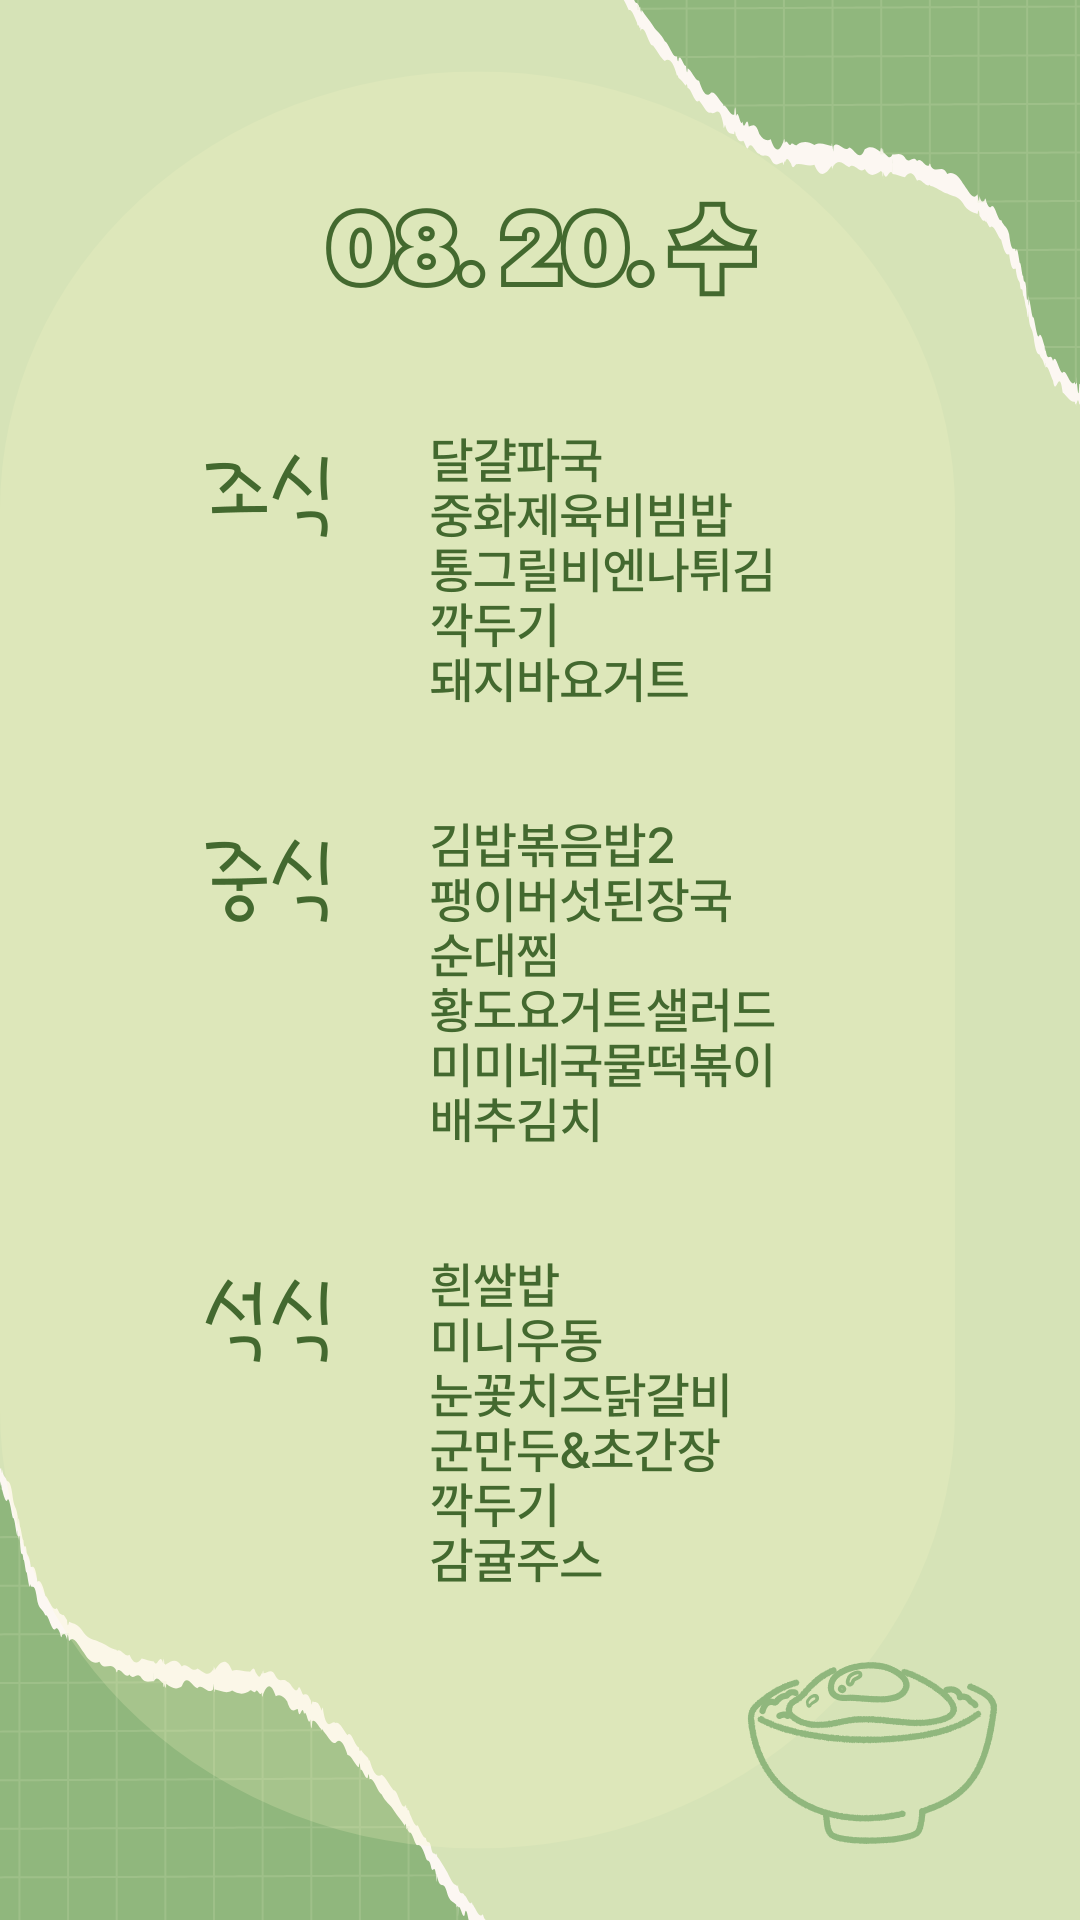 08. 20. 수
조식
달걀파국
중화제육비빔밥
통그릴비엔나튀김
깍두기
돼지바요거트
중식
김밥볶음밥2
팽이버섯된장국
순대찜
황도요거트샐러드
미미네국물떡볶이
배추김치
석식
흰쌀밥
미니우동
눈꽃치즈닭갈비
군만두&초간장
깍두기
감귤주스